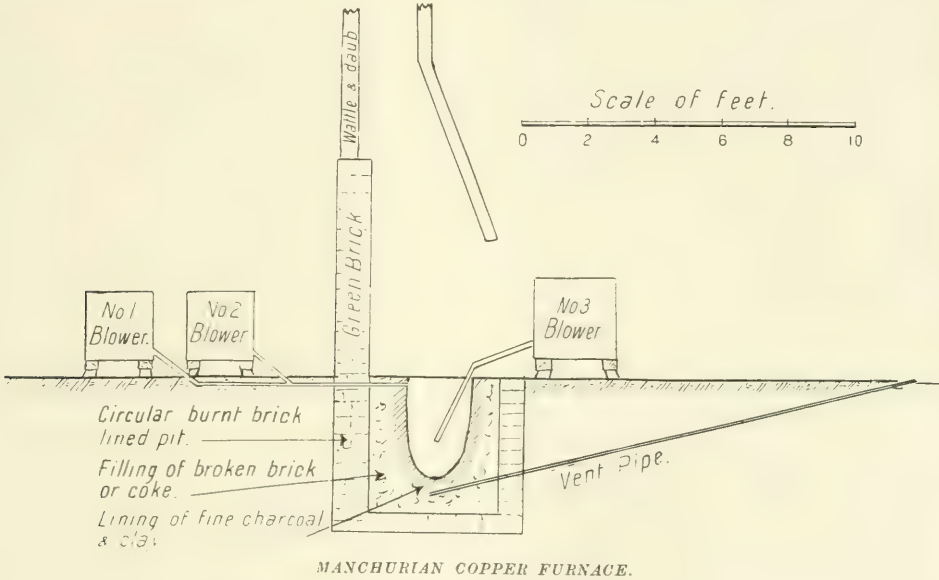 Wattle & daub
Scale of feet.
0 2 4 6 8 10
Green Brick
No 1
Blower.
No 2
Blower
No 3
Blower
Circular burnt brick
lined pit.
Filling of broken brick
or coke.
Lining of fine charcoal
& clay
Vent Pipe.
MANCHURIAN COPPER FURNACE.